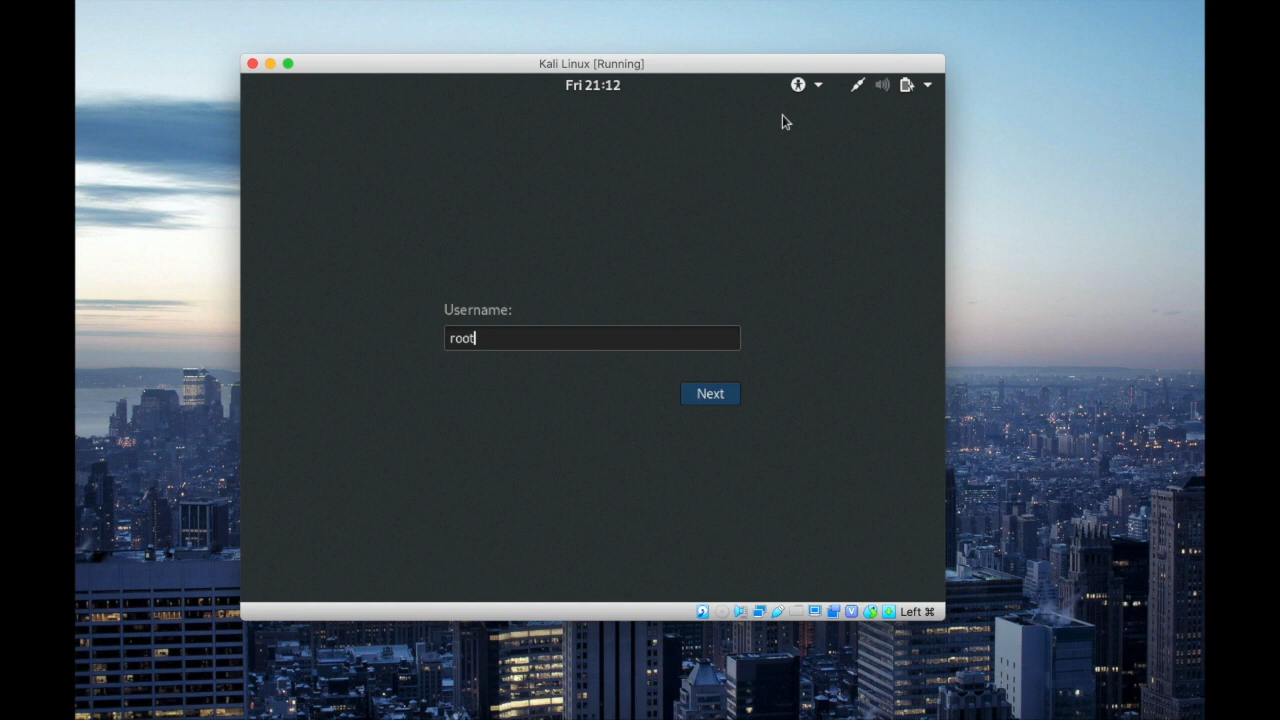 Kali Linux [Running]
Fri 21:12
Username:
root
Next
Left ⌘